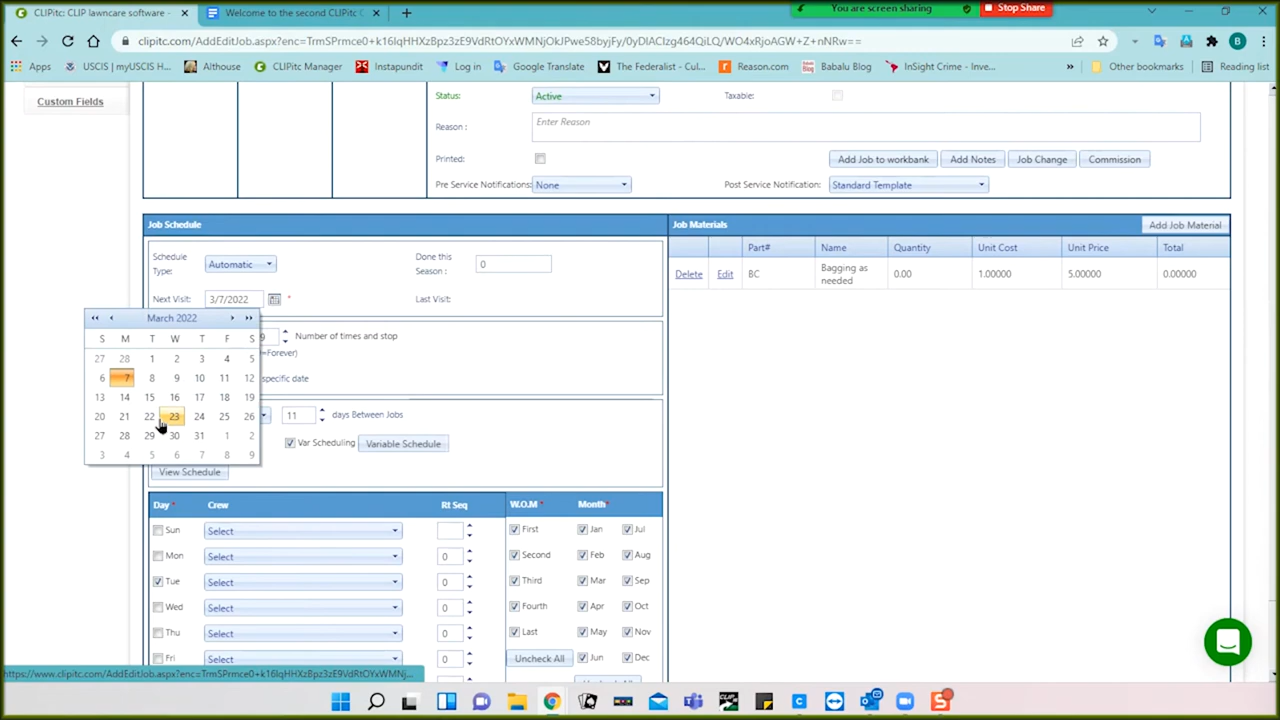 CLIPitc: CLIP lawncare software -
Welcome to the second CLIPitc C
You are screen sharing
Stop Share
clipitc.com/AddEditJob.aspx?enc=TrmSPrmce0+k16lqHHXzBpz3zE9VdRtOYxWMNjOkJPwe58byjFy/0yDIACIzg464QiLQ/WO4xRjoAGW+Z+nNRw==
B
Apps
USCIS | myUSCIS H...
Althouse
CLIPitc Manager
Instapundit
Log in
Google Translate
The Federalist - Cul...
Reason.com
Babalu Blog
InSight Crime - Inve...
»
Other bookmarks
Reading list
Custom Fields
Status:
Active
Taxable:
Reason :
Enter Reason
Printed:
Add Job to workbank
Add Notes
Job Change
Commission
Pre Service Notifications:
None
Post Service Notification:
Standard Template
Job Schedule
Schedule Type:
Automatic
Done this Season :
0
Next Visit:
3/7/2022
*
Last Visit:
9
Number of times and stop
=Forever)
specific date
11
days Between Jobs
Var Scheduling
Variable Schedule
View Schedule
March 2022
S M T W T F S
27 28 1 2 3 4 5
6 7 8 9 10 11 12
13 14 15 16 17 18 19
20 21 22 23 24 25 26
27 28 29 30 31 1 2
3 4 5 6 7 8 9
Day*
Crew
Rt Seq
W.O.M*
Month*
Sun
Select
First
Jan
Jul
Mon
Select
0
Second
Feb
Aug
Tue
Select
0
Third
Mar
Sep
Wed
Select
0
Fourth
Apr
Oct
Thu
Select
0
Last
May
Nov
Fri
Select
0
Uncheck All
Jun
Dec
Job Materials
Add Job Material
Part#
Name
Quantity
Unit Cost
Unit Price
Total
Delete
Edit
BC
Bagging as needed
0.00
1.00000
5.00000
0.00000
https://www.clipitc.com/AddEditJob.aspx?enc=TrmSPrmce0+k16lqHHXzBpz3zE9VdRtOYxWMNj...